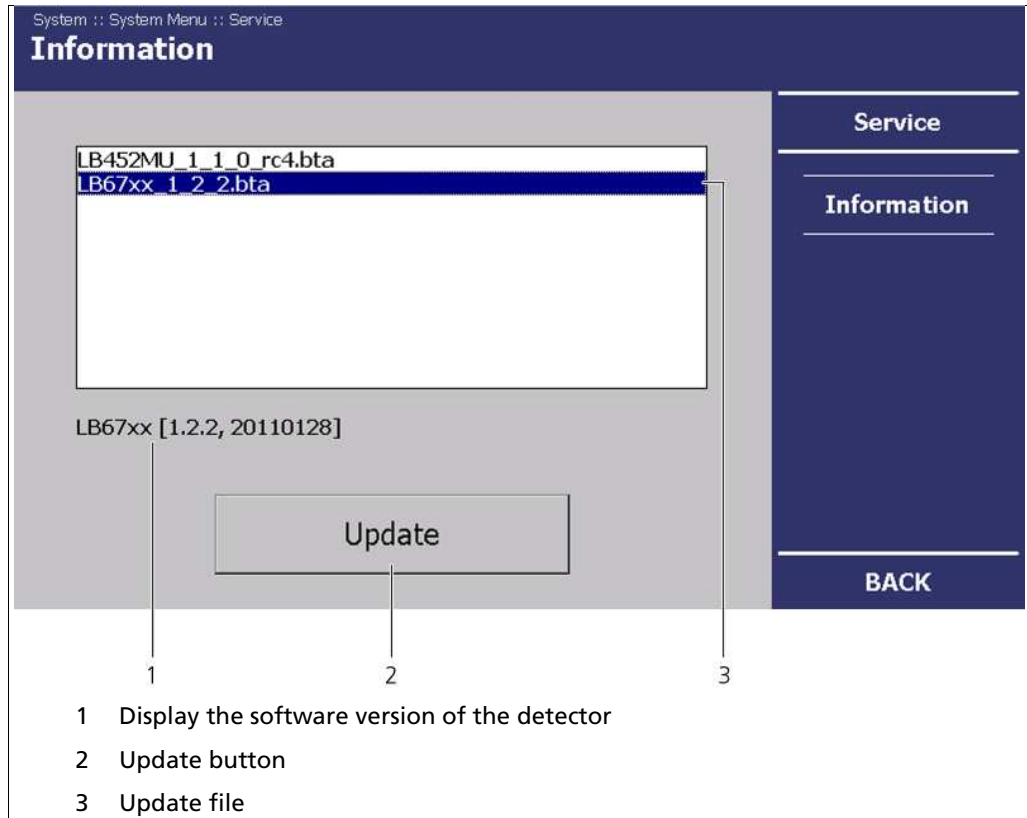 System :: System Menu :: Service
Information
Service
LB452MU_1_1_0_rc4.bta
LB67xx_1_2_2.bta
Information
LB67xx [1.2.2, 20110128]
Update
BACK
1 2 3
1 Display the software version of the detector
2 Update button
3 Update file